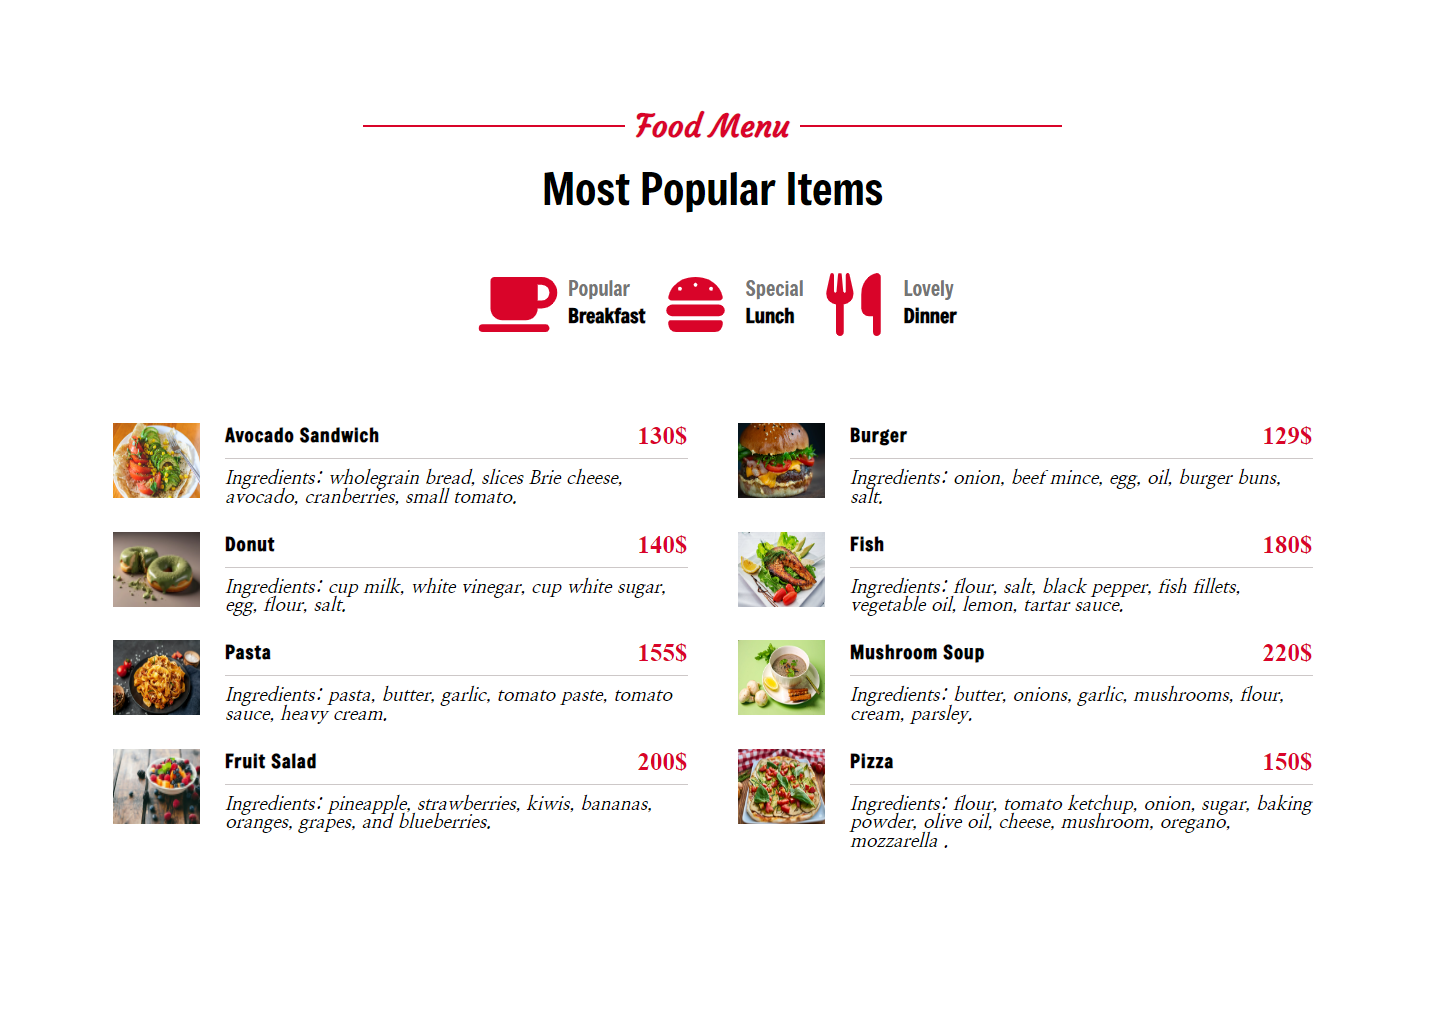 Food Menu
Most Popular Items
Popular
Breakfast
Special
Lunch
Lovely
Dinner
Avocado Sandwich 130$
Ingredients: wholegrain bread, slices Brie cheese,
avocado, cranberries, small tomato.
Donut 140$
Ingredients: cup milk, white vinegar, cup white sugar,
egg, flour, salt.
Pasta 155$
Ingredients: pasta, butter, garlic, tomato paste, tomato
sauce, heavy cream.
Fruit Salad 200$
Ingredients: pineapple, strawberries, kiwis, bananas,
oranges, grapes, and blueberries.
Burger 129$
Ingredients: onion, beef mince, egg, oil, burger buns,
salt.
Fish 180$
Ingredients: flour, salt, black pepper, fish fillets,
vegetable oil, lemon, tartar sauce.
Mushroom Soup 220$
Ingredients: butter, onions, garlic, mushrooms, flour,
cream, parsley.
Pizza 150$
Ingredients: flour, tomato ketchup, onion, sugar, baking
powder, olive oil, cheese, mushroom, oregano,
mozzarella .